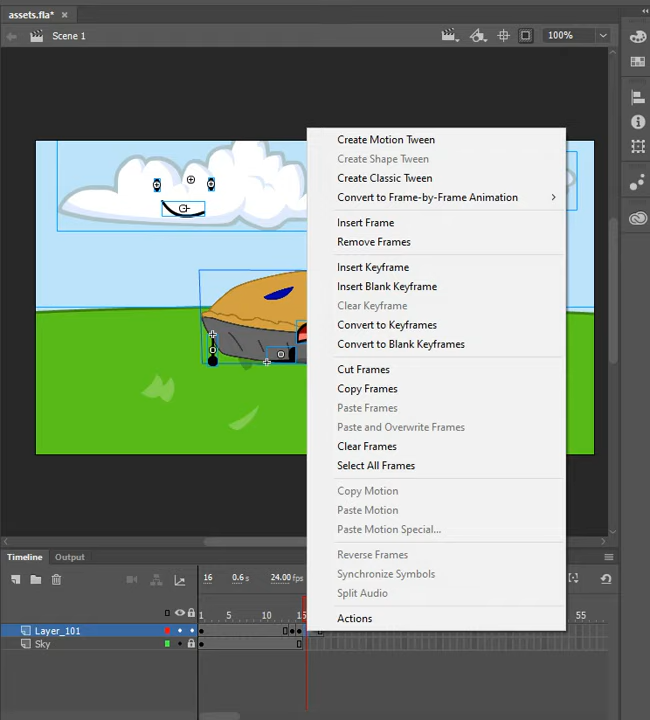 assets.fla*
Scene 1
100%
Create Motion Tween
Create Shape Tween
Create Classic Tween
Convert to Frame-by-Frame Animation
Insert Frame
Remove Frames
Insert Keyframe
Insert Blank Keyframe
Clear Keyframe
Convert to Keyframes
Convert to Blank Keyframes
Cut Frames
Copy Frames
Paste Frames
Paste and Overwrite Frames
Clear Frames
Select All Frames
Copy Motion
Paste Motion
Paste Motion Special...
Reverse Frames
Synchronize Symbols
Split Audio
Actions
Timeline Output
16 0.6 s 24.00 fps
1 5 10 15 55
Layer_101
Sky